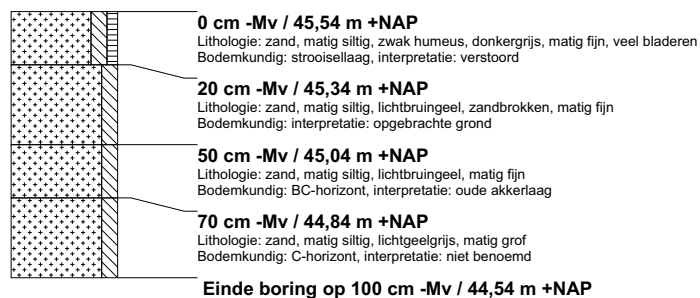 0 cm -Mv / 45,54 m +NAP
Lithologie: zand, matig siltig, zwak humeus, donkergrijs, matig fijn, veel bladeren
Bodemkundig: strooisellaag, interpretatie: verstoord
20 cm -Mv / 45,34 m +NAP
Lithologie: zand, matig siltig, lichtbruingeel, zandbrokken, matig fijn
Bodemkundig: interpretatie: opgebrachte grond
50 cm -Mv / 45,04 m +NAP
Lithologie: zand, matig siltig, lichtbruingeel, matig fijn
Bodemkundig: BC-horizont, interpretatie: oude akkerlaag
70 cm -Mv / 44,84 m +NAP
Lithologie: zand, matig siltig, lichtgeelgrijs, matig grof
Bodemkundig: C-horizont, interpretatie: niet benoemd
Einde boring op 100 cm -Mv / 44,54 m +NAP